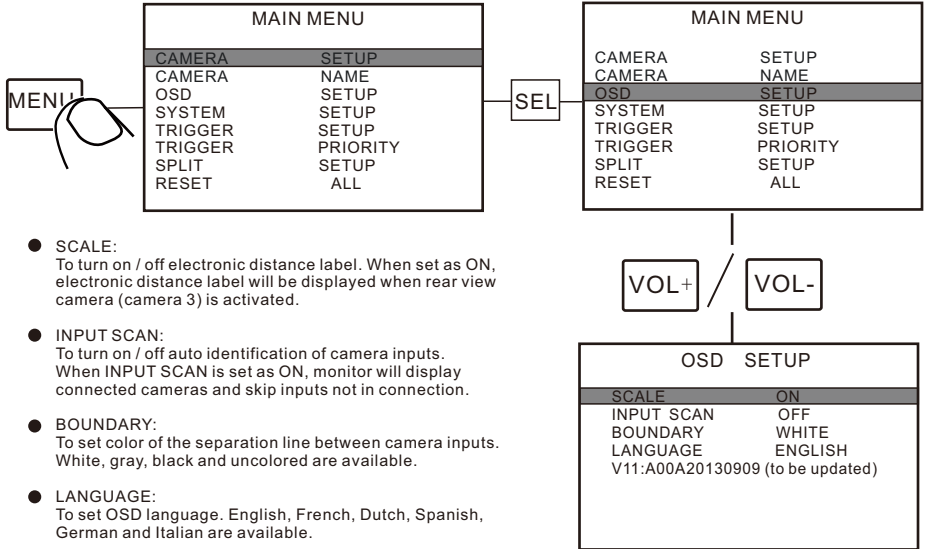 MENU
MAIN MENU
CAMERA SETUP
CAMERA NAME
OSD SETUP
SYSTEM SETUP
TRIGGER SETUP
TRIGGER PRIORITY
SPLIT SETUP
RESET ALL
SEL
MAIN MENU
CAMERA SETUP
CAMERA NAME
OSD SETUP
SYSTEM SETUP
TRIGGER SETUP
TRIGGER PRIORITY
SPLIT SETUP
RESET ALL
● SCALE:
To turn on / off electronic distance label. When set as ON,
electronic distance label will be displayed when rear view
camera (camera 3) is activated.
● INPUT SCAN:
To turn on / off auto identification of camera inputs.
When INPUT SCAN is set as ON, monitor will display
connected cameras and skip inputs not in connection.
● BOUNDARY:
To set color of the separation line between camera inputs.
White, gray, black and uncolored are available.
● LANGUAGE:
To set OSD language. English, French, Dutch, Spanish,
German and Italian are available.
VOL+ / VOL-
OSD SETUP
SCALE ON
INPUT SCAN OFF
BOUNDARY WHITE
LANGUAGE ENGLISH
V11:A00A20130909 (to be updated)